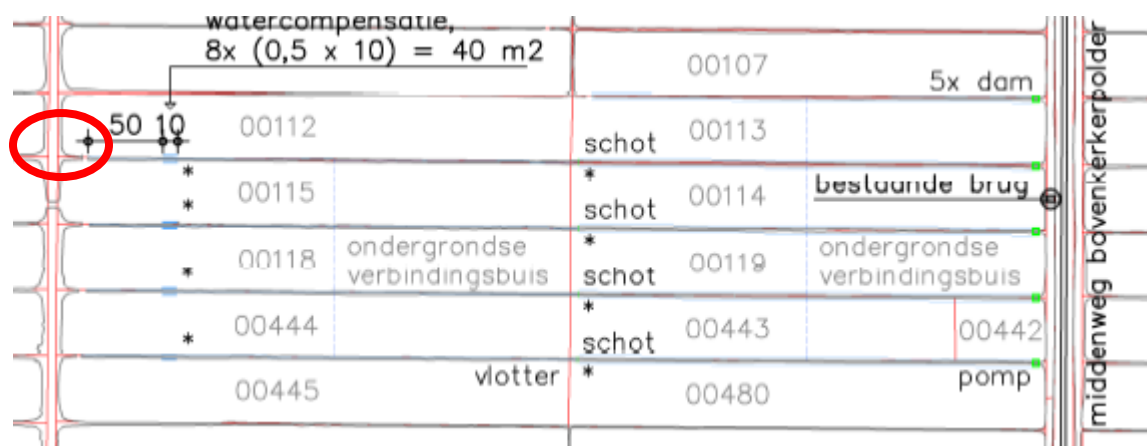 watercompensatie,
8x (0,5 x 10) = 40 m2
00107
5x dam
50 10
00112
schot
00113
*
*
00115
*
schot
00114
bestaande brug
*
*
00118
ondergrondse
verbindingsbuis
schot
00119
ondergrondse
verbindingsbuis
*
*
00444
schot
00443
00442
00445
vlotter
*
00480
pomp
middenweg bovenkerkerpolder